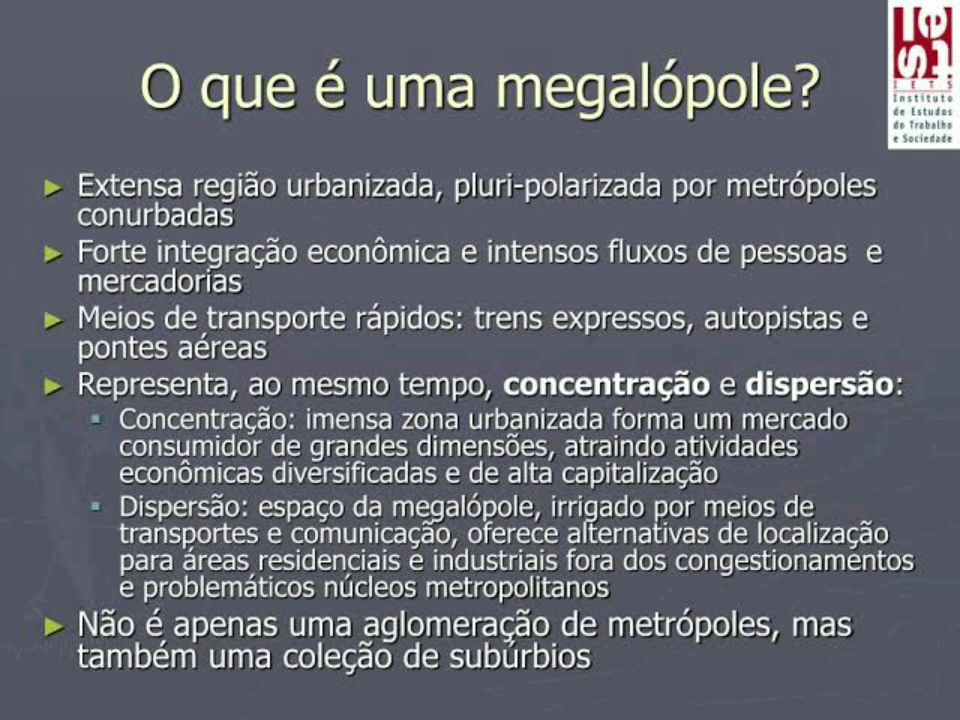 O que é uma megalópole?
iets
IETS
Instituto
de Estudos
do Trabalho
e Sociedade
► Extensa região urbanizada, pluri-polarizada por metrópoles
conurbadas
► Forte integração econômica e intensos fluxos de pessoas e
mercadorias
► Meios de transporte rápidos: trens expressos, autopistas e
pontes aéreas
► Representa, ao mesmo tempo, concentração e dispersão:
▪ Concentração: imensa zona urbanizada forma um mercado
consumidor de grandes dimensões, atraindo atividades
econômicas diversificadas e de alta capitalização
▪ Dispersão: espaço da megalópole, irrigado por meios de
transportes e comunicação, oferece alternativas de localização
para áreas residenciais e industriais fora dos congestionamentos
e problemáticos núcleos metropolitanos
► Não é apenas uma aglomeração de metrópoles, mas
também uma coleção de subúrbios